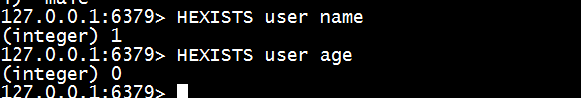 127.0.0.1:6379> HEXISTS user name
(integer) 1
127.0.0.1:6379> HEXISTS user age
(integer) 0
127.0.0.1:6379>